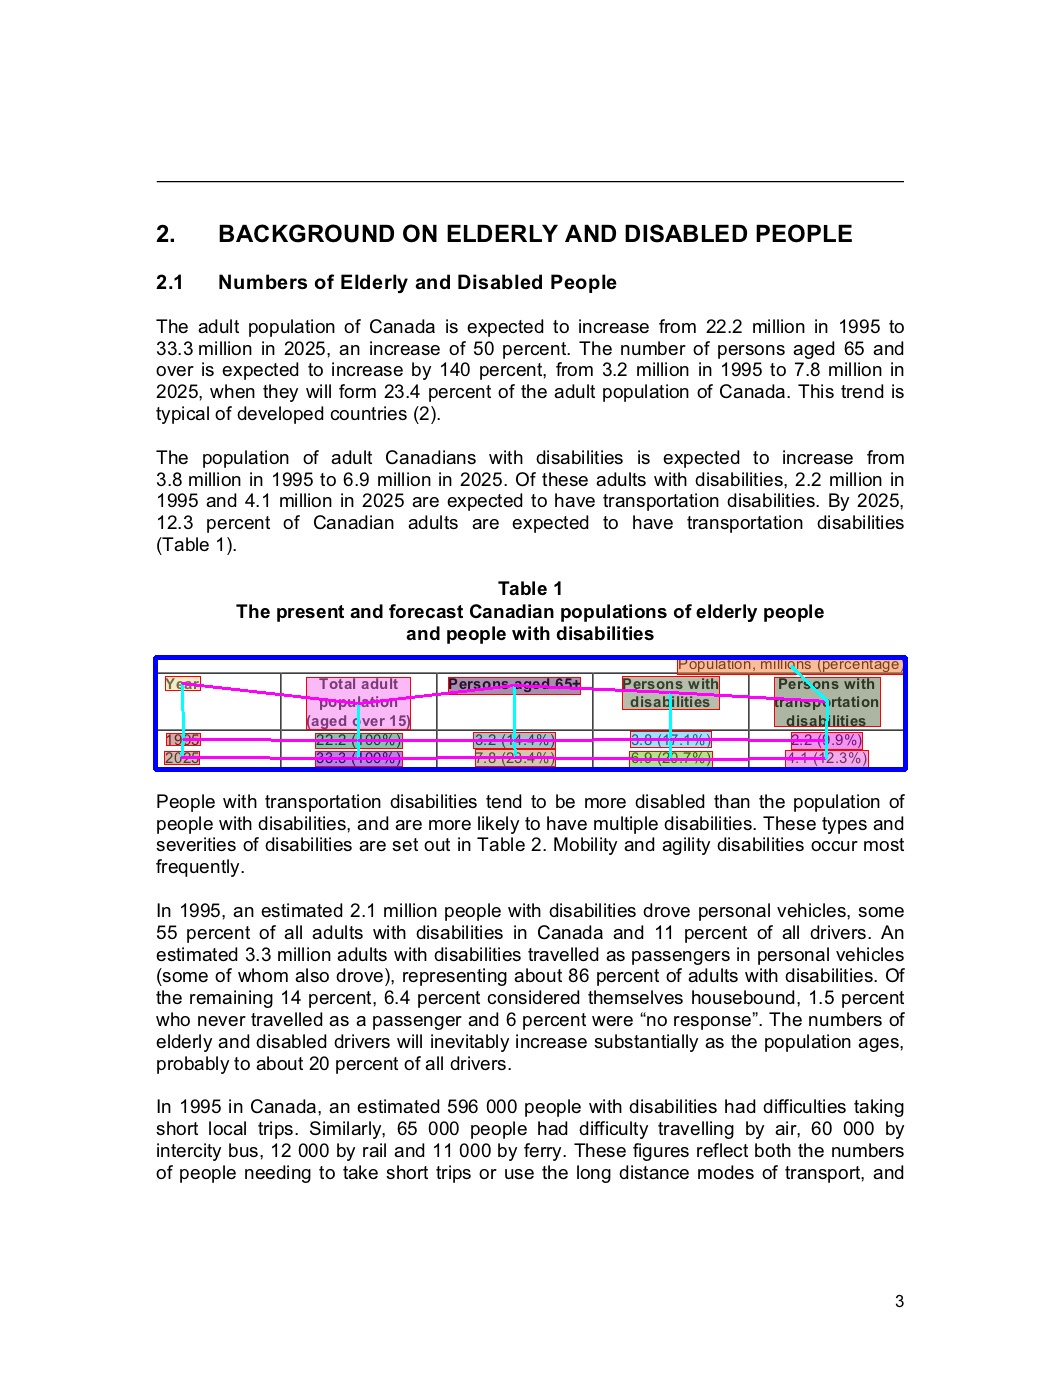 2. BACKGROUND ON ELDERLY AND DISABLED PEOPLE
2.1 Numbers of Elderly and Disabled People
The adult population of Canada is expected to increase from 22.2 million in 1995 to
33.3 million in 2025, an increase of 50 percent. The number of persons aged 65 and
over is expected to increase by 140 percent, from 3.2 million in 1995 to 7.8 million in
2025, when they will form 23.4 percent of the adult population of Canada. This trend is
typical of developed countries (2).
The population of adult Canadians with disabilities is expected to increase from
3.8 million in 1995 to 6.9 million in 2025. Of these adults with disabilities, 2.2 million in
1995 and 4.1 million in 2025 are expected to have transportation disabilities. By 2025,
12.3 percent of Canadian adults are expected to have transportation disabilities
(Table 1).
Table 1
The present and forecast Canadian populations of elderly people
and people with disabilities
Population, millions (percentage)
Year Total adult Persons aged 65+ Persons with Persons with
population disabilities transportation
(aged over 15) disabilities
1995 22.2 (100%) 3.2 (14.4%) 3.8 (17.1%) 2.2 (9.9%)
2025 33.3 (100%) 7.8 (23.4%) 6.9 (20.7%) 4.1 (12.3%)
People with transportation disabilities tend to be more disabled than the population of
people with disabilities, and are more likely to have multiple disabilities. These types and
severities of disabilities are set out in Table 2. Mobility and agility disabilities occur most
frequently.
In 1995, an estimated 2.1 million people with disabilities drove personal vehicles, some
55 percent of all adults with disabilities in Canada and 11 percent of all drivers. An
estimated 3.3 million adults with disabilities travelled as passengers in personal vehicles
(some of whom also drove), representing about 86 percent of adults with disabilities. Of
the remaining 14 percent, 6.4 percent considered themselves housebound, 1.5 percent
who never travelled as a passenger and 6 percent were “no response”. The numbers of
elderly and disabled drivers will inevitably increase substantially as the population ages,
probably to about 20 percent of all drivers.
In 1995 in Canada, an estimated 596 000 people with disabilities had difficulties taking
short local trips. Similarly, 65 000 people had difficulty travelling by air, 60 000 by
intercity bus, 12 000 by rail and 11 000 by ferry. These figures reflect both the numbers
of people needing to take short trips or use the long distance modes of transport, and
3